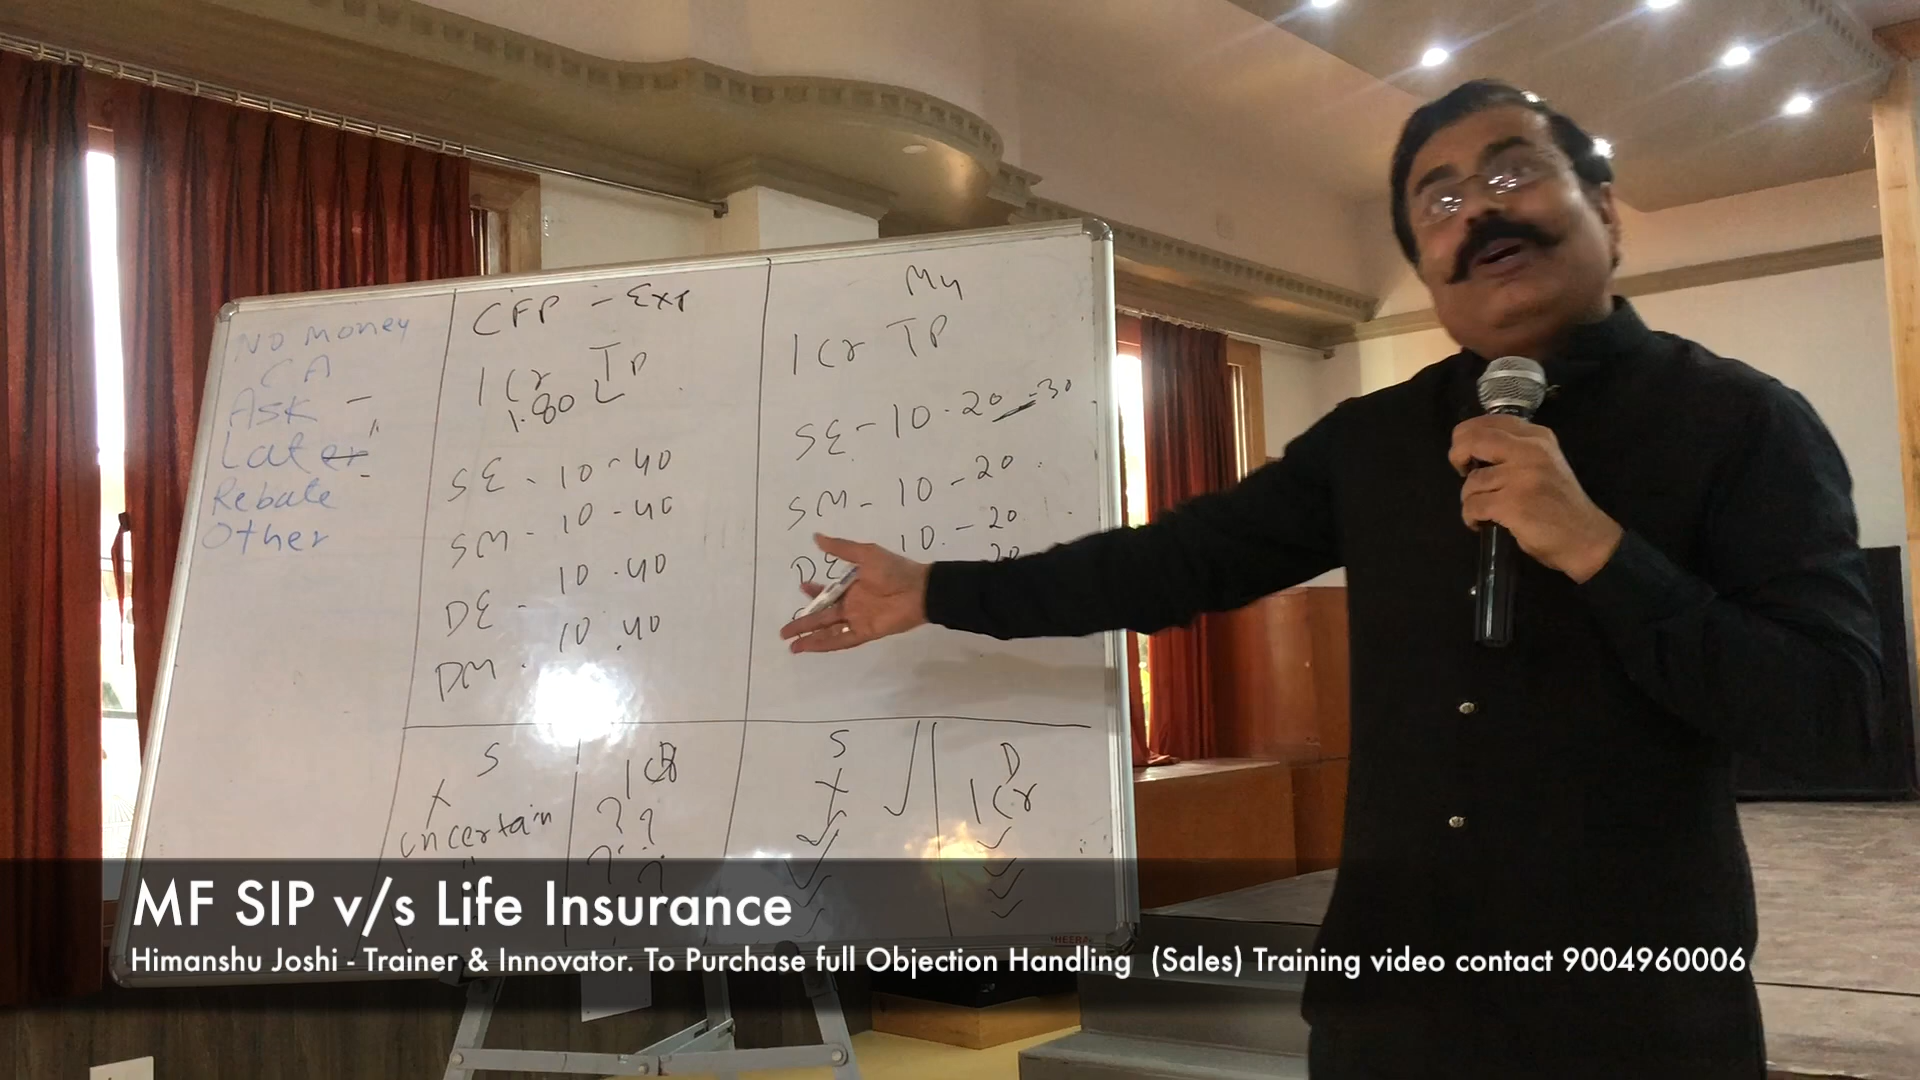 No Money
CA
Ask -
Later
Rebate
Other
CFP - Ext
1 Cr TP
1.80 L
SE - 10 - 40
SM - 10 - 40
DE - 10 - 40
DM - 10 - 40
S
X
uncertain
1 Cr
? ?
? ?
My
1 Cr TP
SE - 10 - 20 - 30
SM - 10 - 20
DE 10 - 20
20
S
X
D
1 Cr
MF SIP v/s Life Insurance
Himanshu Joshi - Trainer & Innovator. To Purchase full Objection Handling (Sales) Training video contact 9004960006